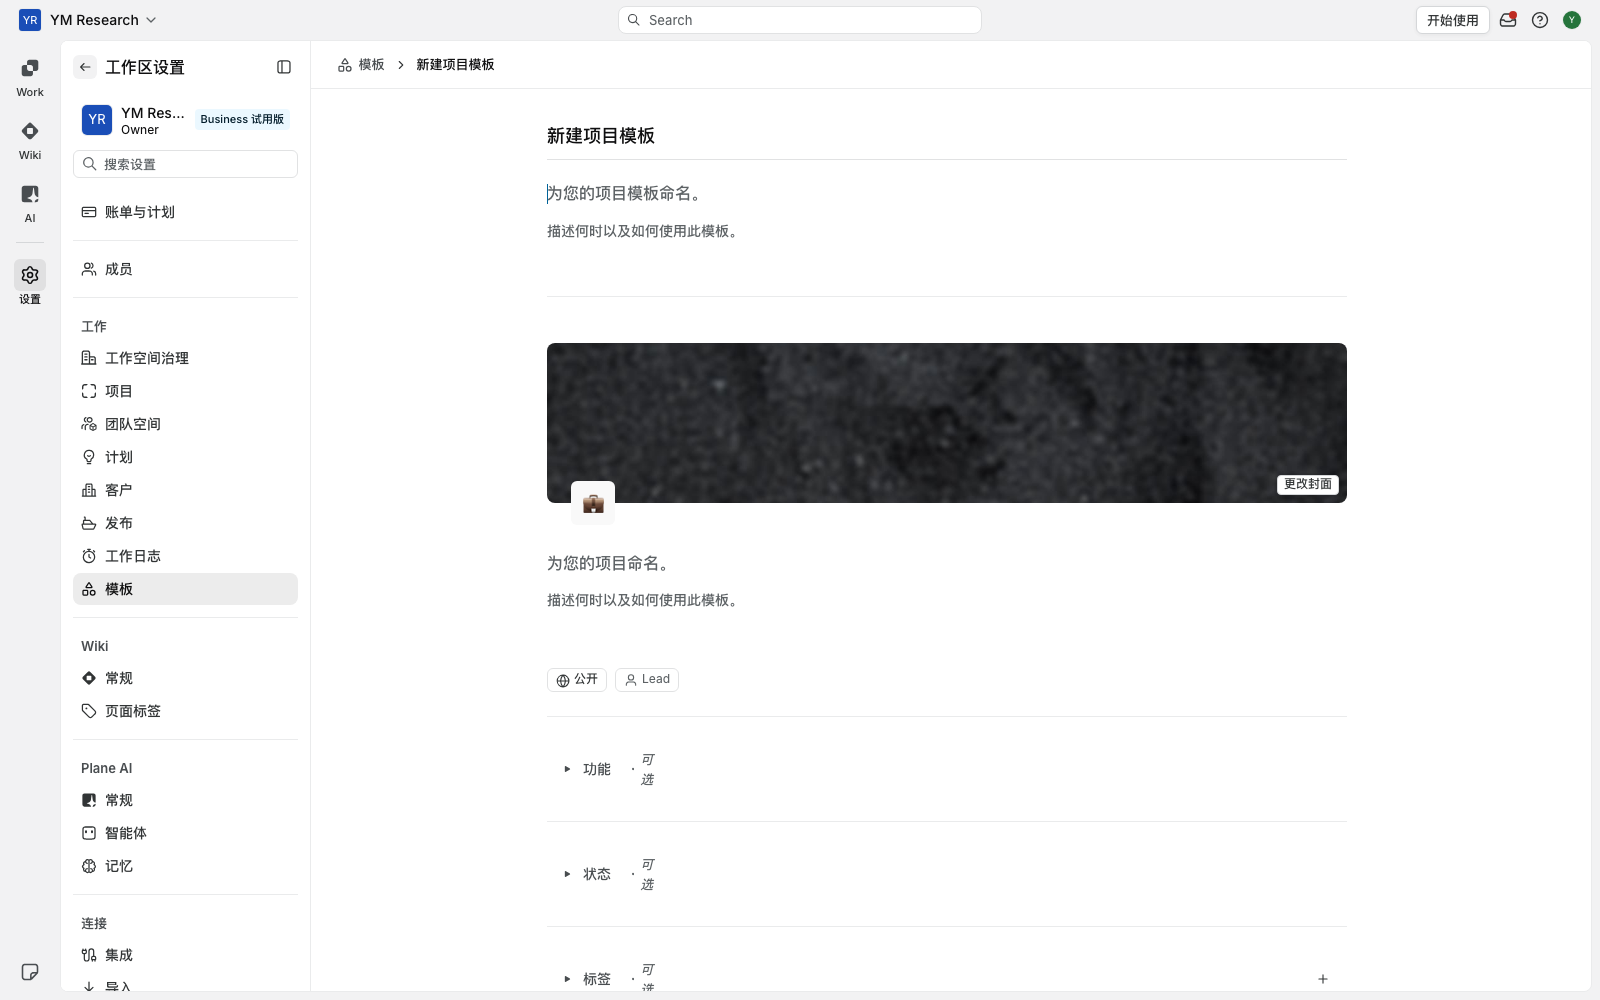 YR
YM Research
Search
开始使用
Y
Work
Wiki
AI
设置
工作区设置
YR
YM Res...
Owner
Business 试用版
搜索设置
账单与计划
成员
工作
工作空间治理
项目
团队空间
计划
客户
发布
工作日志
模板
Wiki
常规
页面标签
Plane AI
常规
智能体
记忆
连接
集成
导入
模板
新建项目模板
新建项目模板
为您的项目模板命名。
描述何时以及如何使用此模板。
更改封面
为您的项目命名。
描述何时以及如何使用此模板。
公开
Lead
功能 · 可选
状态 · 可选
标签 · 可选